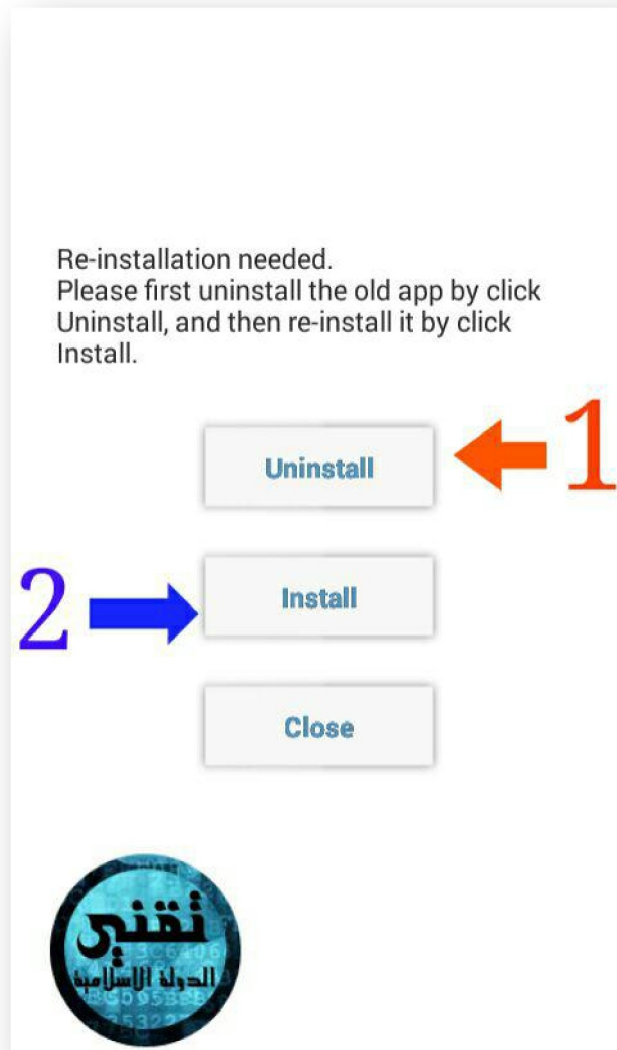 Re-installation needed.
Please first uninstall the old app by click
Uninstall, and then re-install it by click
Install.
Uninstall
1
2
Install
Close
تقني
الدولة الإسلامية